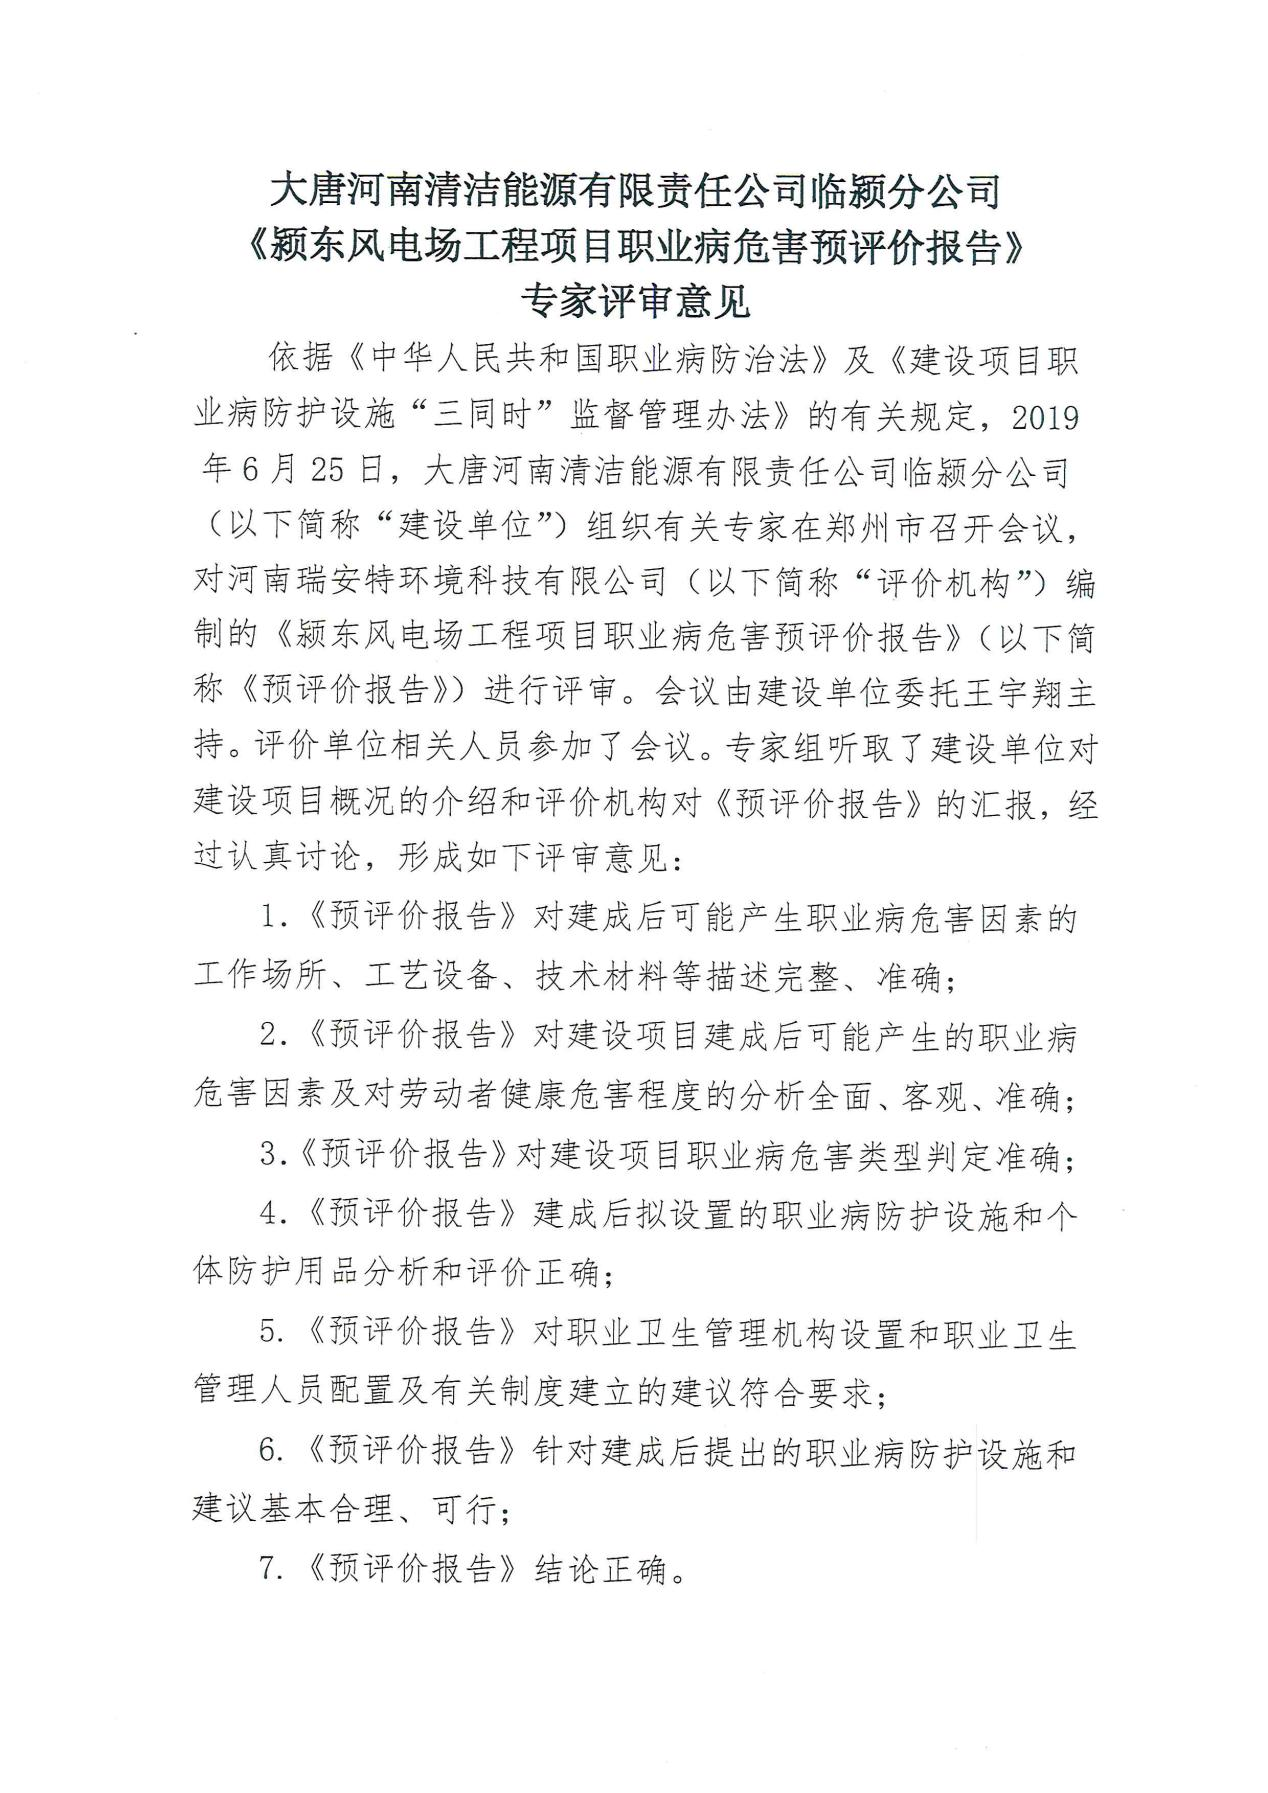 大唐河南清洁能源有限责任公司临颍分公司
《颍东风电场工程项目职业病危害预评价报告》
专家评审意见
依据《中华人民共和国职业病防治法》及《建设项目职
业病防护设施“三同时”监督管理办法》的有关规定，2019
年6月25日，大唐河南清洁能源有限责任公司临颍分公司
（以下简称“建设单位”）组织有关专家在郑州市召开会议，
对河南瑞安特环境科技有限公司（以下简称“评价机构”）编
制的《颍东风电场工程项目职业病危害预评价报告》（以下简
称《预评价报告》）进行评审。会议由建设单位委托王宇翔主
持。评价单位相关人员参加了会议。专家组听取了建设单位对
建设项目概况的介绍和评价机构对《预评价报告》的汇报，经
过认真讨论，形成如下评审意见：
1.《预评价报告》对建成后可能产生职业病危害因素的
工作场所、工艺设备、技术材料等描述完整、准确；
2.《预评价报告》对建设项目建成后可能产生的职业病
危害因素及对劳动者健康危害程度的分析全面、客观、准确；
3.《预评价报告》对建设项目职业病危害类型判定准确；
4.《预评价报告》建成后拟设置的职业病防护设施和个
体防护用品分析和评价正确；
5.《预评价报告》对职业卫生管理机构设置和职业卫生
管理人员配置及有关制度建立的建议符合要求；
6.《预评价报告》针对建成后提出的职业病防护设施和
建议基本合理、可行；
7.《预评价报告》结论正确。